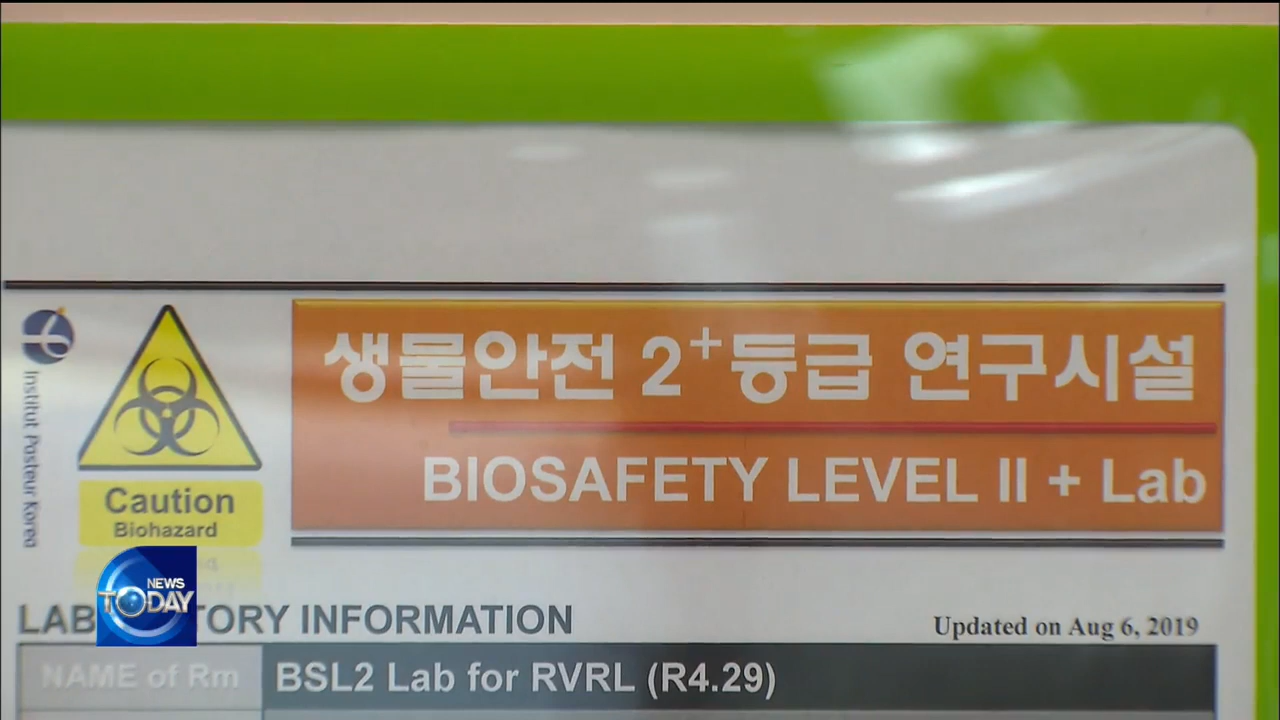 Institut Pasteur Korea
생물안전 2⁺등급 연구시설
BIOSAFETY LEVEL II + Lab
Caution
Biohazard
NEWS
TODAY
LABORATORY INFORMATION
Updated on Aug 6, 2019
NAME of Rm
BSL2 Lab for RVRL (R4.29)